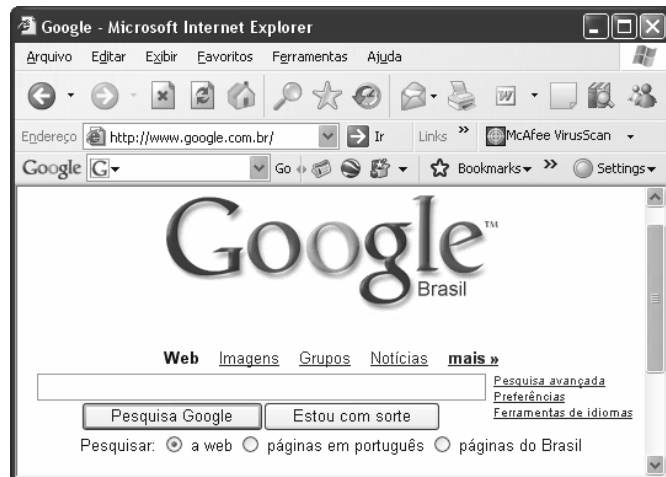 Google - Microsoft Internet Explorer
Arquivo Editar Exibir Favoritos Ferramentas Ajuda
Endereço http://www.google.com.br/ Ir Links » McAfee VirusScan
Google G Go Bookmarks » Settings
Google™
Brasil
Web Imagens Grupos Notícias mais »
Pesquisa avançada
Preferências
Ferramentas de idiomas
Pesquisa Google Estou com sorte
Pesquisar: a web páginas em português páginas do Brasil